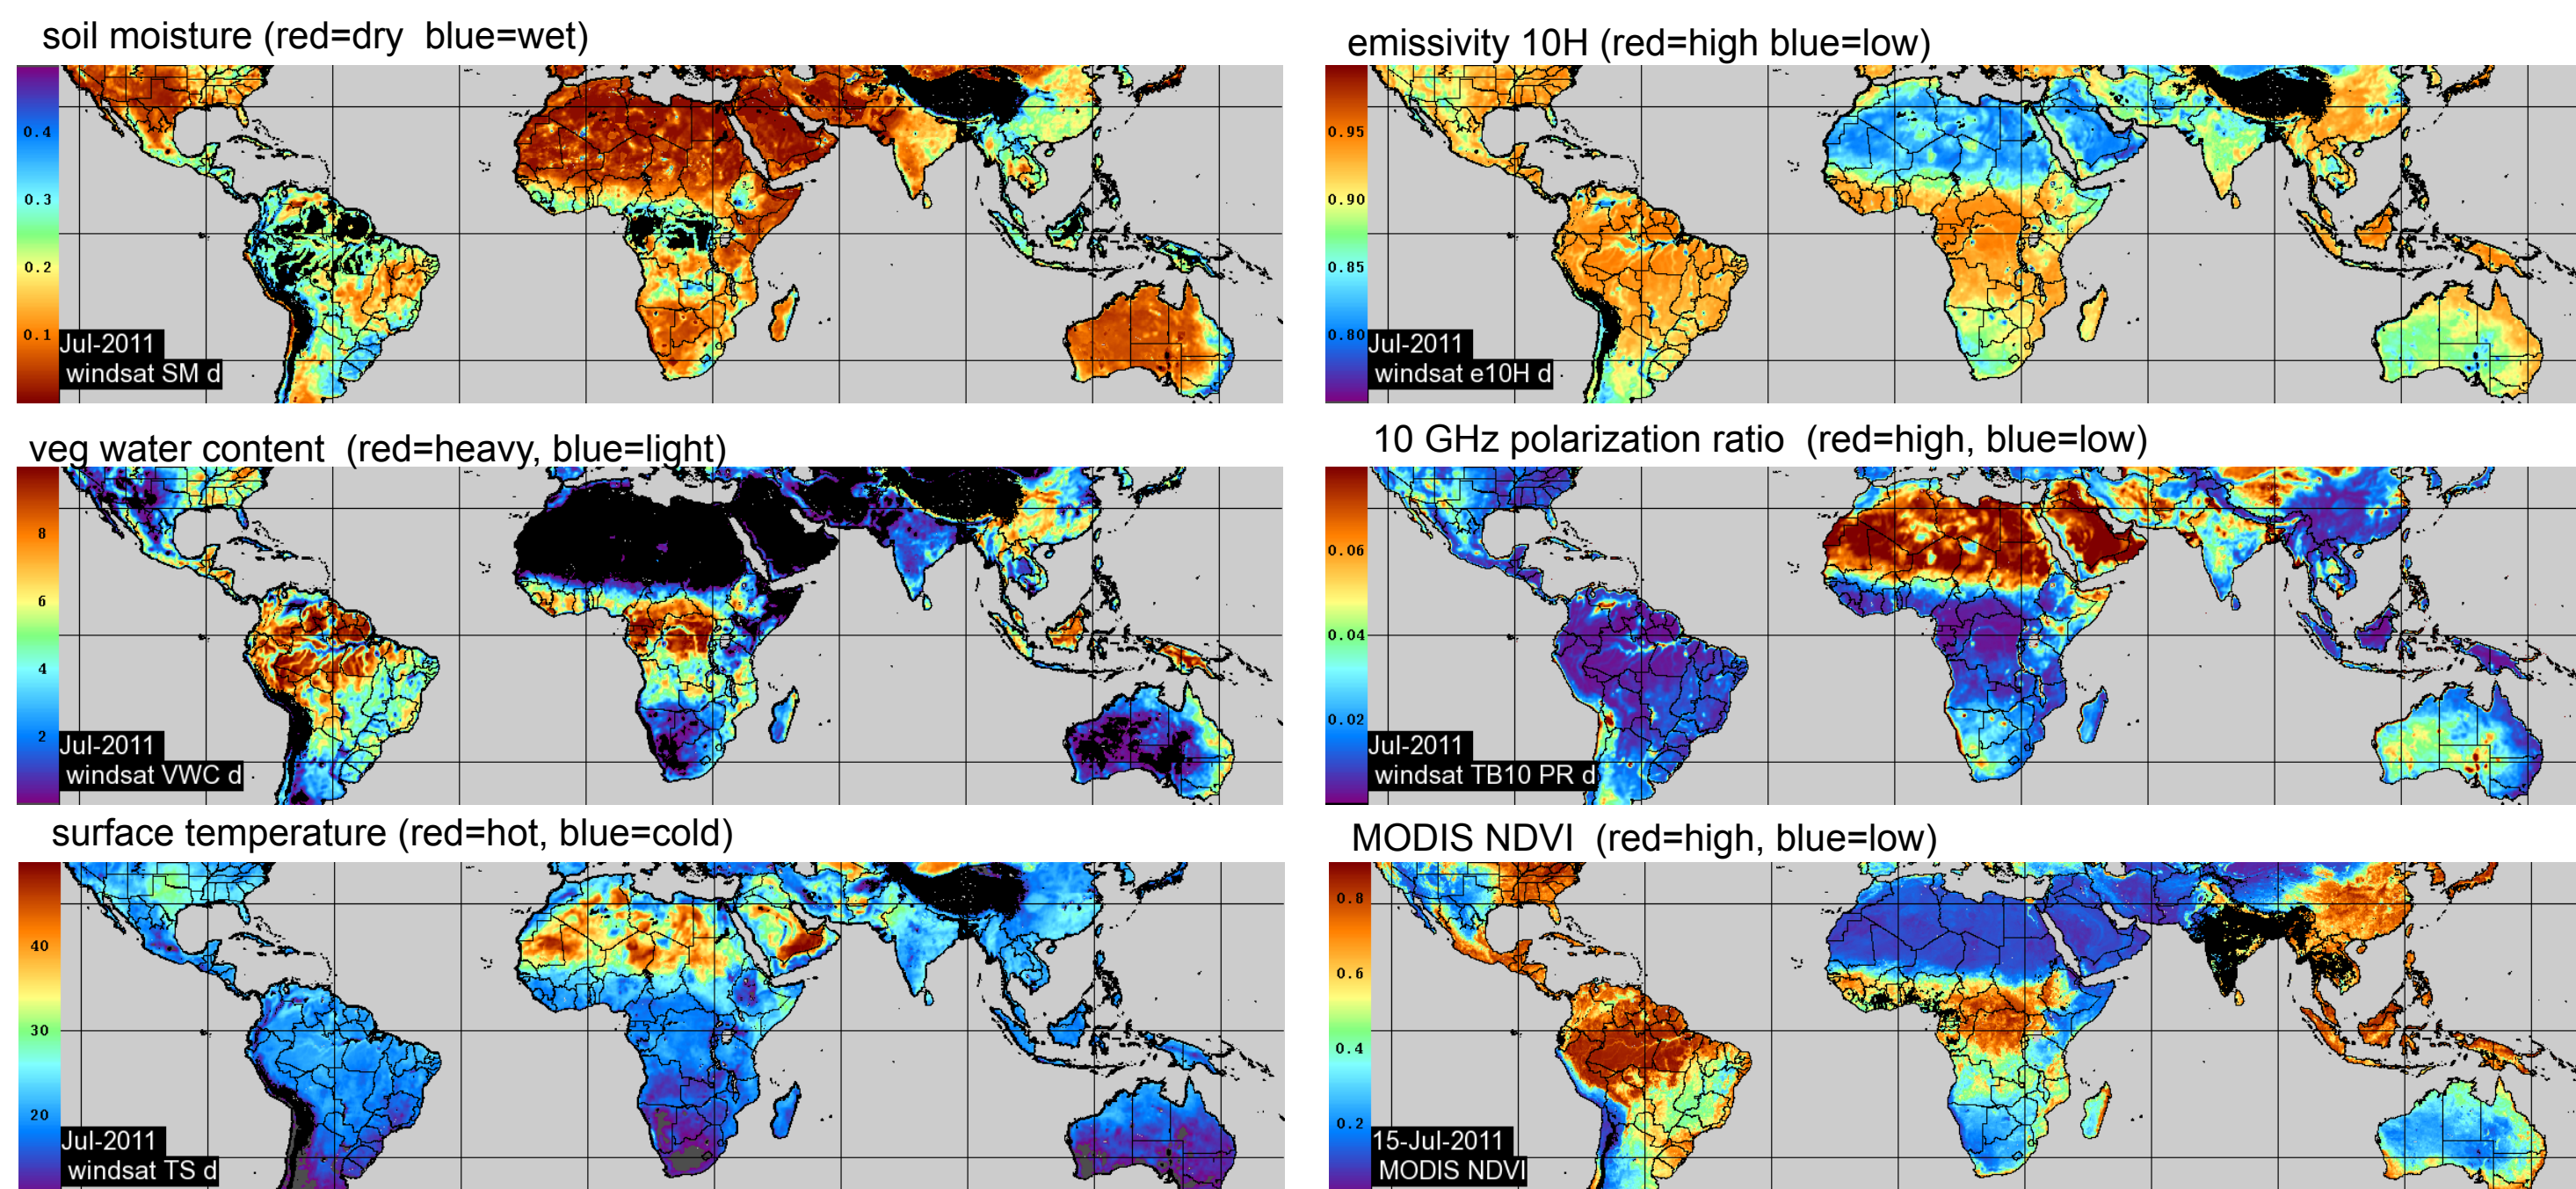 soil moisture (red=dry  blue=wet)
0.4
0.3
0.2
0.1
Jul-2011
windsat SM d
emissivity 10H (red=high blue=low)
0.95
0.90
0.85
0.80
Jul-2011
windsat e10H d
veg water content  (red=heavy, blue=light)
8
6
4
2
Jul-2011
windsat VWC d
10 GHz polarization ratio  (red=high, blue=low)
0.06
0.04
0.02
Jul-2011
windsat TB10 PR d
surface temperature (red=hot, blue=cold)
40
30
20
Jul-2011
windsat TS d
MODIS NDVI  (red=high, blue=low)
0.8
0.6
0.4
0.2
15-Jul-2011
MODIS NDVI